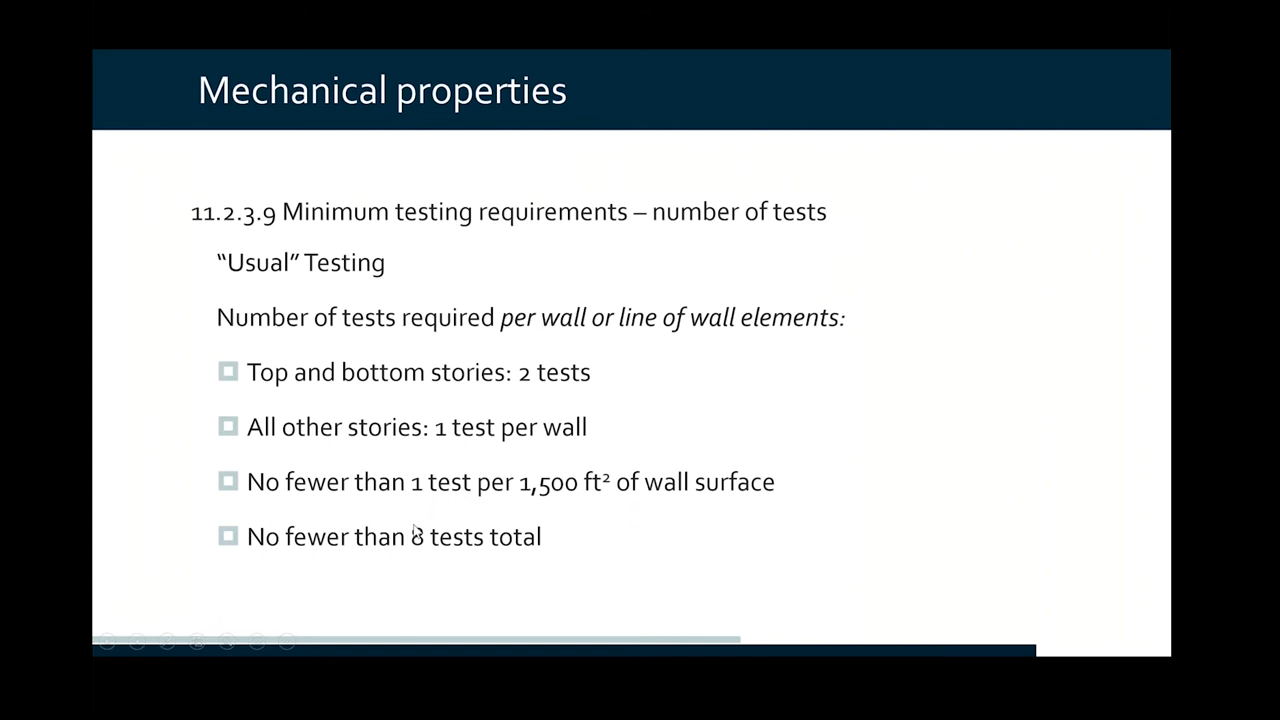 Mechanical properties
11.2.3.9 Minimum testing requirements – number of tests
“Usual” Testing
Number of tests required per wall or line of wall elements:
Top and bottom stories: 2 tests
All other stories: 1 test per wall
No fewer than 1 test per 1,500 ft² of wall surface
No fewer than 8 tests total